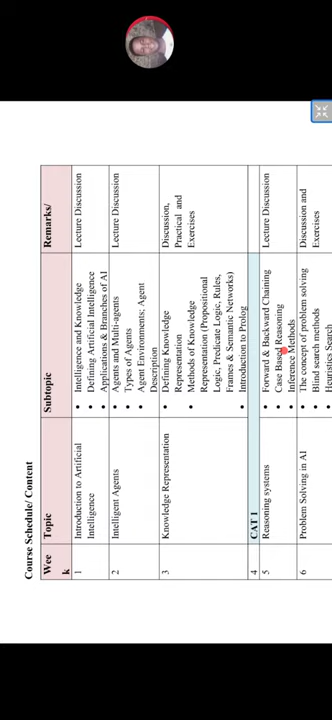 Course Schedule/ Content
Wee
k
Topic
Subtopic
Remarks/
1
Introduction to Artificial
Intelligence
• Intelligence and Knowledge
• Defining Artificial Intelligence
• Applications & Branches of AI
Lecture Discussion
2
Intelligent Agents
• Agents and Multi-agents
• Types of Agents
• Agent Environments; Agent
Description
Lecture Discussion
3
Knowledge Representation
• Defining Knowledge
Representation
• Methods of Knowledge
Representation (Propositional
Logic, Predicate Logic, Rules,
Frames & Semantic Networks)
• Introduction to Prolog
Discussion,
Practical and
Exercises
4
CAT 1
5
Reasoning systems
• Forward & Backward Chaining
• Case Based Reasoning
• Inference Methods
Lecture Discussion
6
Problem Solving in AI
• The concept of problem solving
• Blind search methods
• Heuristics Search
Discussion and
Exercises